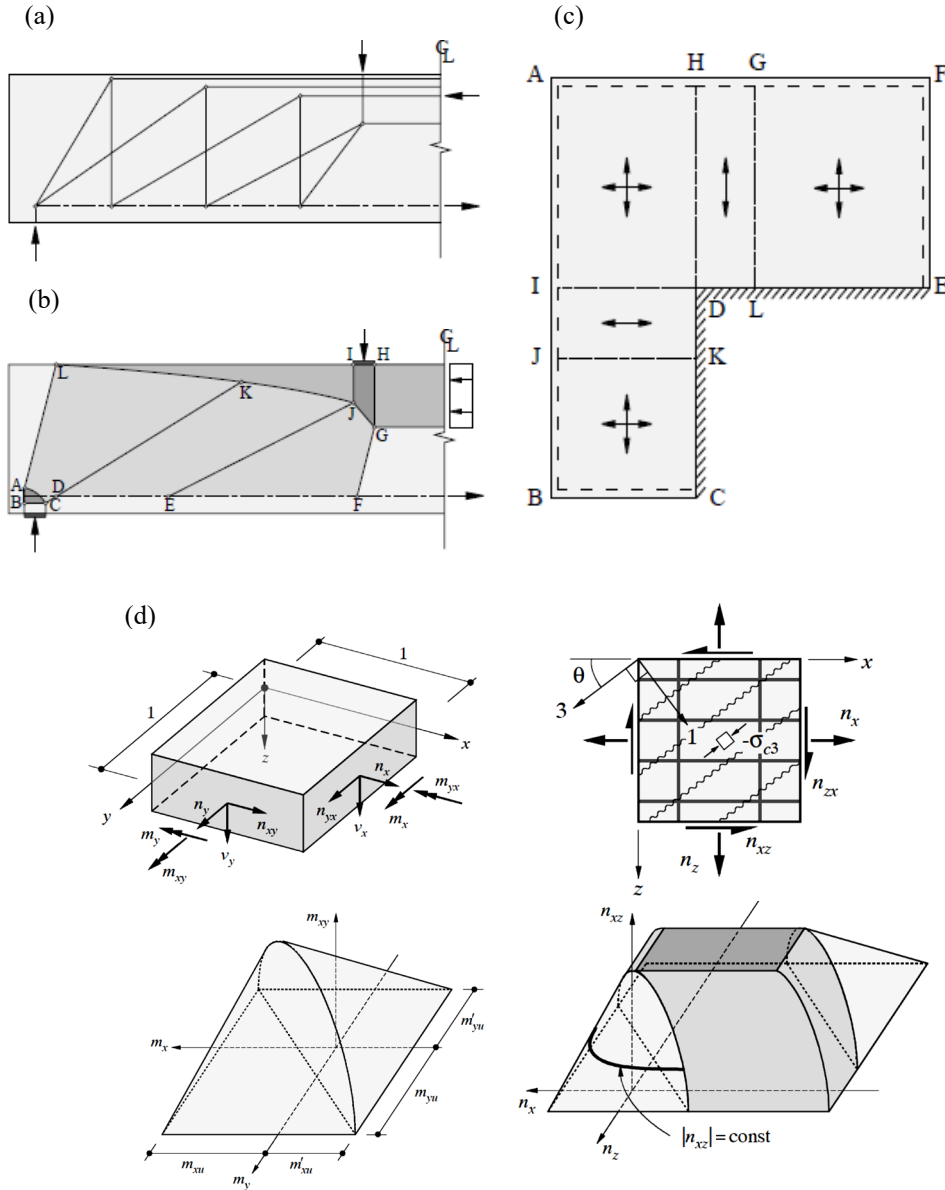 (a)
C
L
(b)
C
L
I H
L
K
J
G
A
B
D
C
E
F
(c)
A H G F
I D L E
J K
B C
(d)
1
1
x
z
y
n_x
n_yx
v_x
m_yx
m_x
n_y
n_xy
v_y
m_y
m_xy
θ
x
3
1
-σ_c3
n_x
n_zx
n_xz
n_z
z
m_xy
m_x
m'_yu
m_yu
m_xu
m'_xu
m_y
n_xz
n_x
n_z
|n_xz| = const